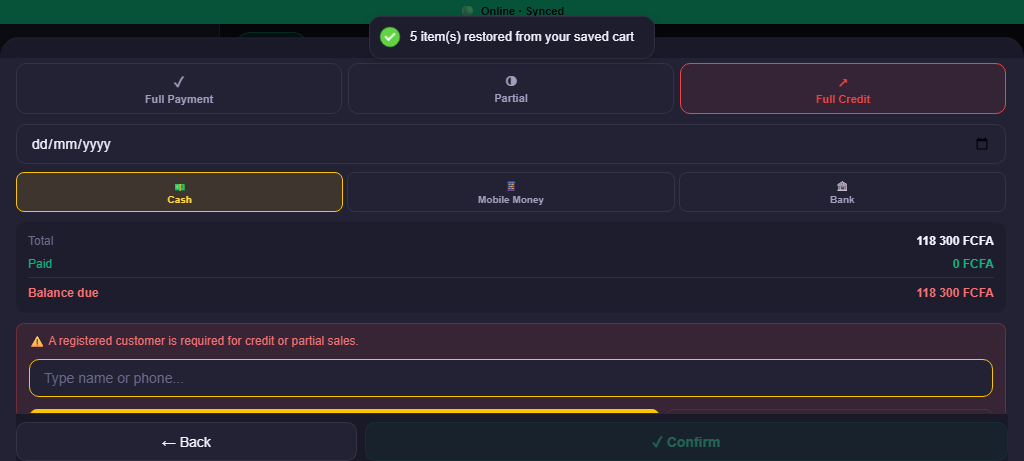 Online · Synced
5 item(s) restored from your saved cart
Full Payment
Partial
Full Credit
dd/mm/yyyy
Cash
Mobile Money
Bank
Total 118 300 FCFA
Paid 0 FCFA
Balance due 118 300 FCFA
A registered customer is required for credit or partial sales.
Type name or phone...
← Back ✓ Confirm